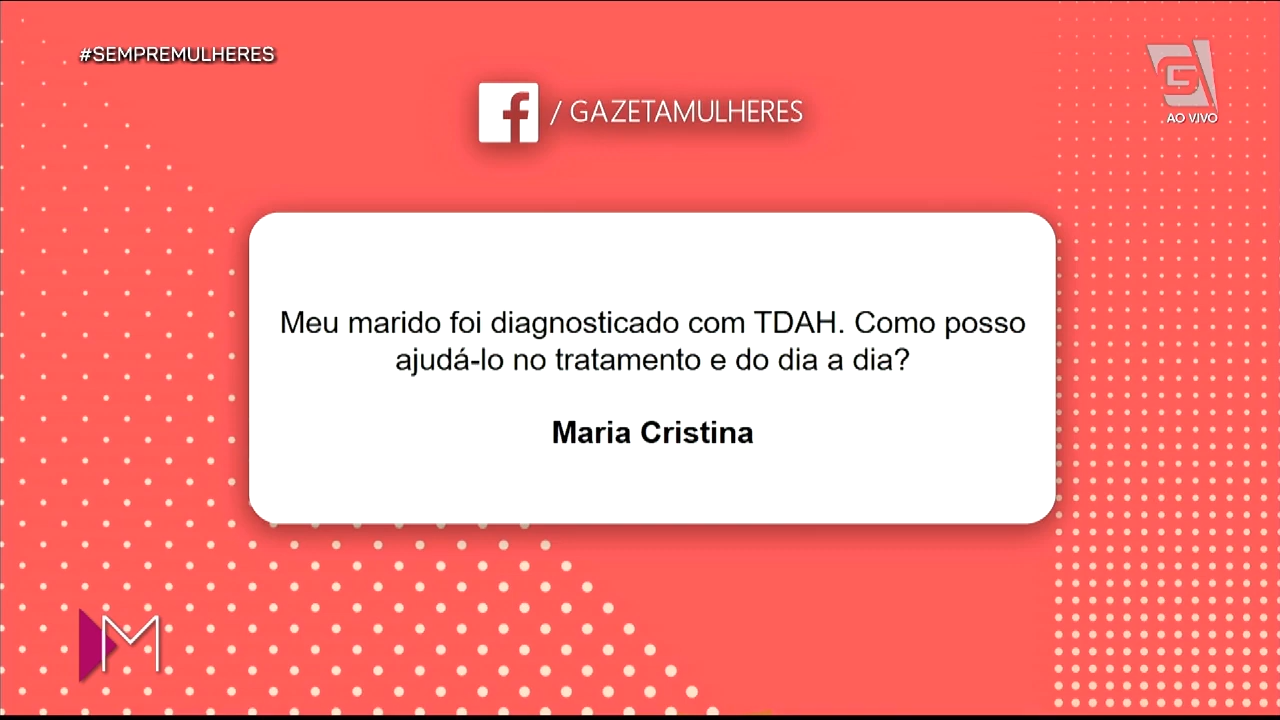 #SEMPREMULHERES
/ GAZETAMULHERES
AO VIVO
Meu marido foi diagnosticado com TDAH. Como posso
ajudá-lo no tratamento e do dia a dia?
Maria Cristina
M